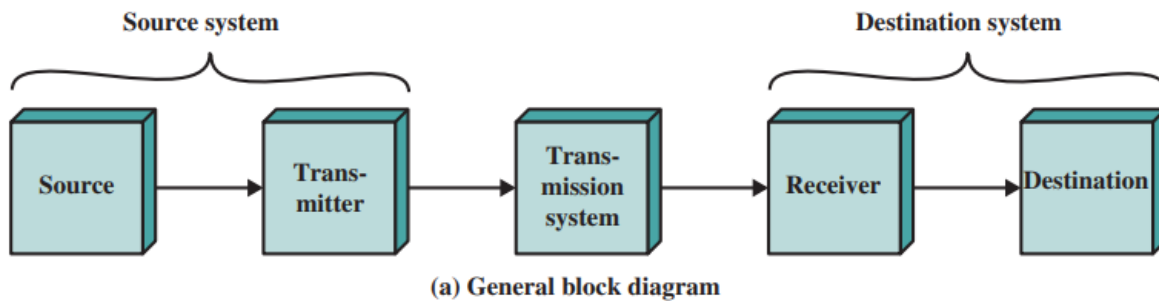 Source system
Destination system
Source
Trans-
mitter
Trans-
mission
system
Receiver
Destination
(a) General block diagram